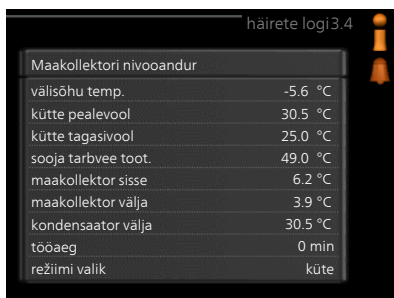 häirete logi3.4
Maakollektori nivooandur
välisõhu temp. -5.6 °C
kütte pealevool 30.5 °C
kütte tagasivool 25.0 °C
sooja tarbvee toot. 49.0 °C
maakollektor sisse 6.2 °C
maakollektor välja 3.9 °C
kondensaator välja 30.5 °C
tööaeg 0 min
režiimi valik küte